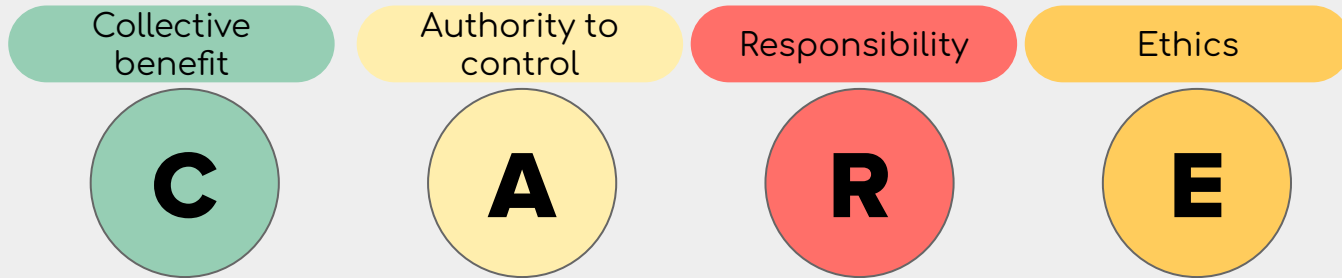 Collective
benefit
Authority to
control
Responsibility
Ethics
C
A
R
E